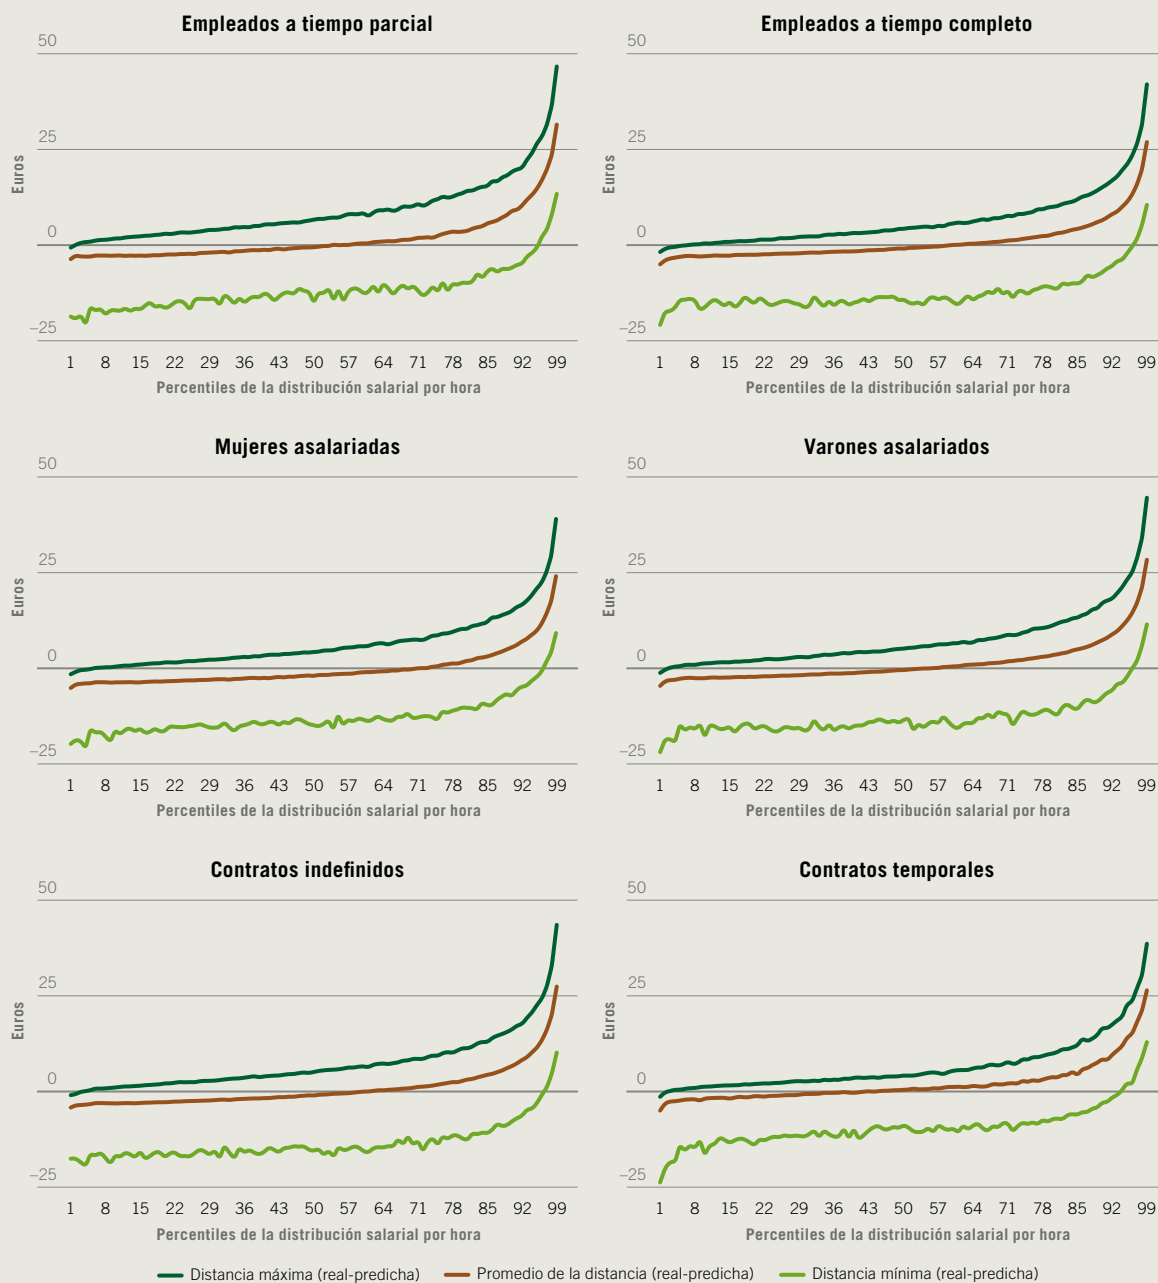 Empleados a tiempo parcial
50
25
0
–25
Euros
1 8 15 22 29 36 43 50 57 64 71 78 85 92 99
Percentiles de la distribución salarial por hora
Empleados a tiempo completo
50
25
0
–25
Euros
1 8 15 22 29 36 43 50 57 64 71 78 85 92 99
Percentiles de la distribución salarial por hora
Mujeres asalariadas
50
25
0
–25
Euros
1 8 15 22 29 36 43 50 57 64 71 78 85 92 99
Percentiles de la distribución salarial por hora
Varones asalariados
50
25
0
–25
Euros
1 8 15 22 29 36 43 50 57 64 71 78 85 92 99
Percentiles de la distribución salarial por hora
Contratos indefinidos
50
25
0
–25
Euros
1 8 15 22 29 36 43 50 57 64 71 78 85 92 99
Percentiles de la distribución salarial por hora
Contratos temporales
50
25
0
–25
Euros
1 8 15 22 29 36 43 50 57 64 71 78 85 92 99
Percentiles de la distribución salarial por hora
Distancia máxima (real-predicha) Promedio de la distancia (real-predicha) Distancia mínima (real-predicha)